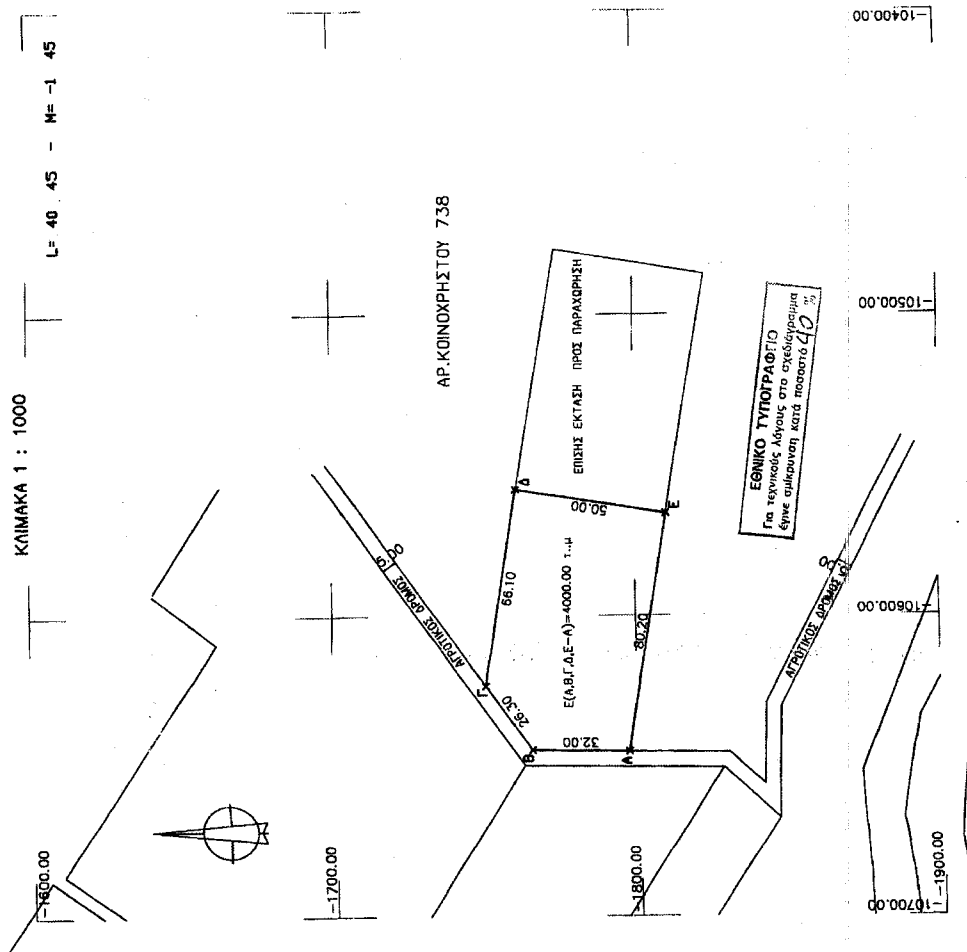 ΚΛΙΜΑΚΑ 1 : 1000
L= 40 45 - M= -1 45
-1600.00
-1700.00
-1800.00
-1900.00
-10700.00
-10600.00
-10500.00
-10400.00
ΑΡ.ΚΟΙΝΟΧΡΗΣΤΟΥ 738
ΑΓΡΟΤΙΚΟΣ ΔΡΟΜΟΣ
Γ
66.10
Δ
26.30
Β
32.00
Α
50.00
Ε
80.20
Ε(Α,Β,Γ,Δ,Ε-Α)=4000.00 τ.μ
ΕΠΙΣΗΣ ΕΚΤΑΣΗ ΠΡΟΣ ΠΑΡΑΧΩΡΗΣΗ
ΑΓΡΟΤΙΚΟΣ ΔΡΟΜΟΣ
ΕΘΝΙΚΟ ΤΥΠΟΓΡΑΦΕΙΟ
Για τεχνικούς λόγους στο σχεδιάγραμμα
έγινε σμίκρυνση κατά ποσοστό 40 %